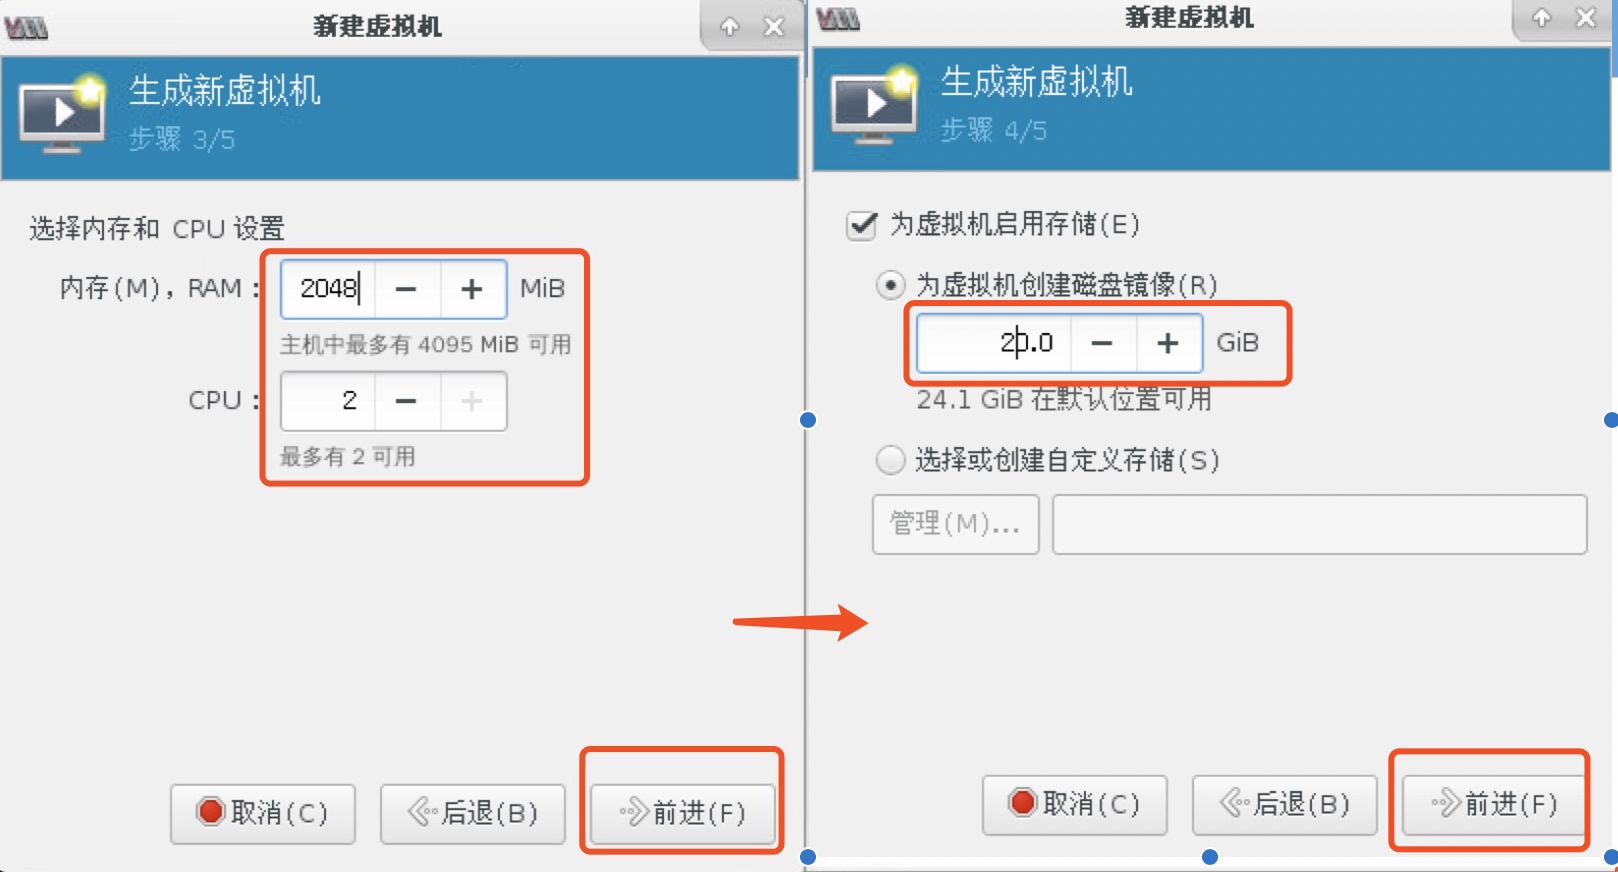 新建虚拟机
生成新虚拟机
步骤 3/5
选择内存和 CPU 设置
内存(M)，RAM： 2048 MiB
主机中最多有 4095 MiB 可用
CPU： 2
最多有 2 可用
取消(C) 后退(B) 前进(F)
新建虚拟机
生成新虚拟机
步骤 4/5
为虚拟机启用存储(E)
为虚拟机创建磁盘镜像(R)
20.0 GiB
24.1 GiB 在默认位置可用
选择或创建自定义存储(S)
管理(M)...
取消(C) 后退(B) 前进(F)